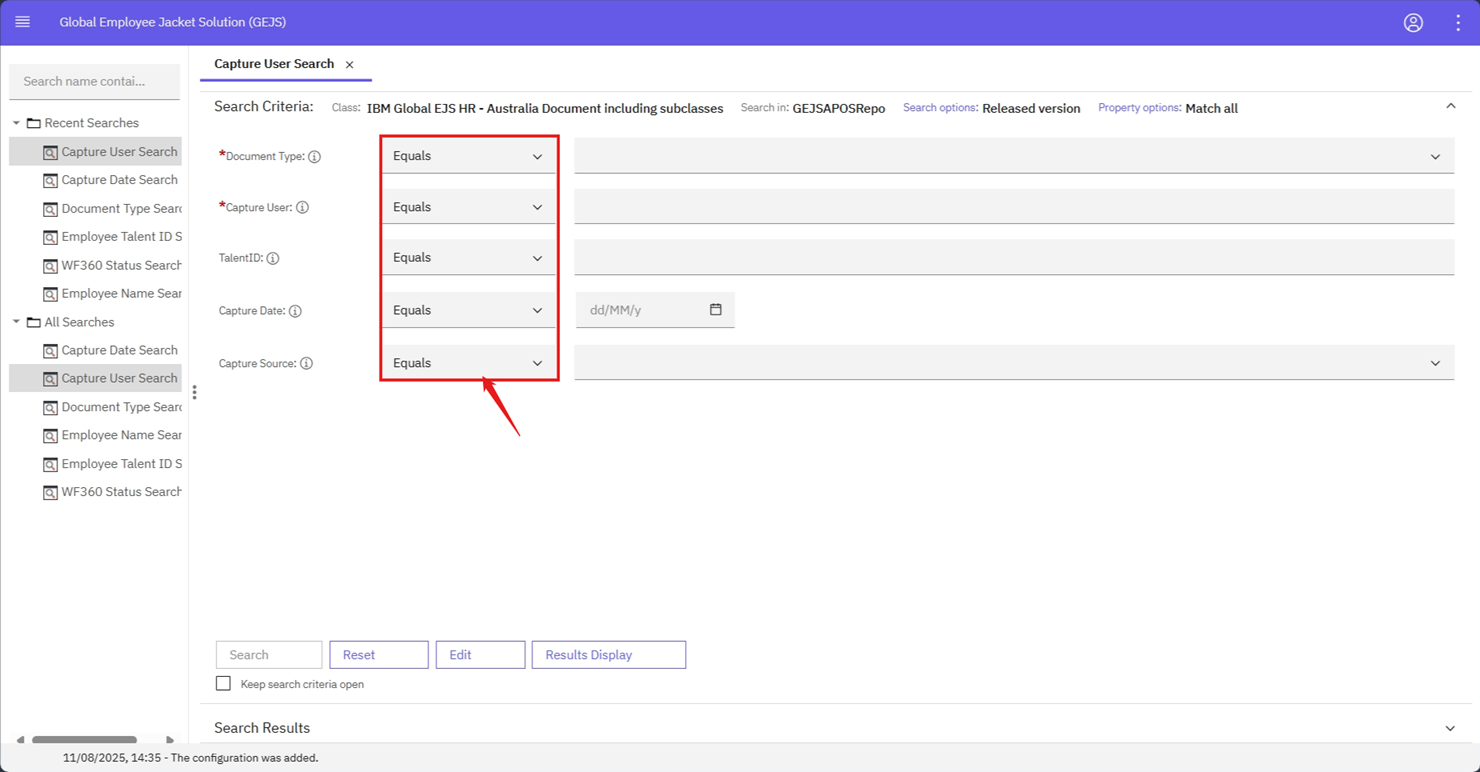 Global Employee Jacket Solution (GEJS)
Search name contai...
Recent Searches
Capture User Search
Capture Date Search
Document Type Searc
Employee Talent ID S
WF360 Status Search
Employee Name Sear
All Searches
Capture Date Search
Capture User Search
Document Type Searc
Employee Name Sear
Employee Talent ID S
WF360 Status Search
Capture User Search
Search Criteria: Class: IBM Global EJS HR - Australia Document including subclasses Search in: GEJSAPOSRepo Search options: Released version Property options: Match all
*Document Type: Equals
*Capture User: Equals
TalentID: Equals
Capture Date: Equals dd/MM/y
Capture Source: Equals
Search Reset Edit Results Display
Keep search criteria open
Search Results
11/08/2025, 14:35 - The configuration was added.